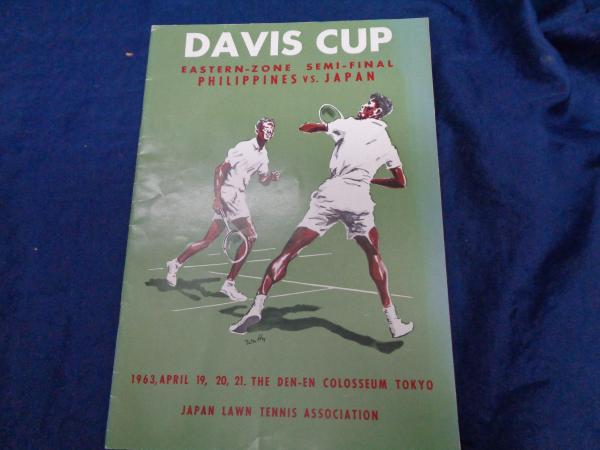 DAVIS CUP
EASTERN-ZONE SEMI-FINAL
PHILIPPINES vs. JAPAN
1963, APRIL 19, 20, 21. THE DEN-EN COLOSSEUM TOKYO
JAPAN LAWN TENNIS ASSOCIATION